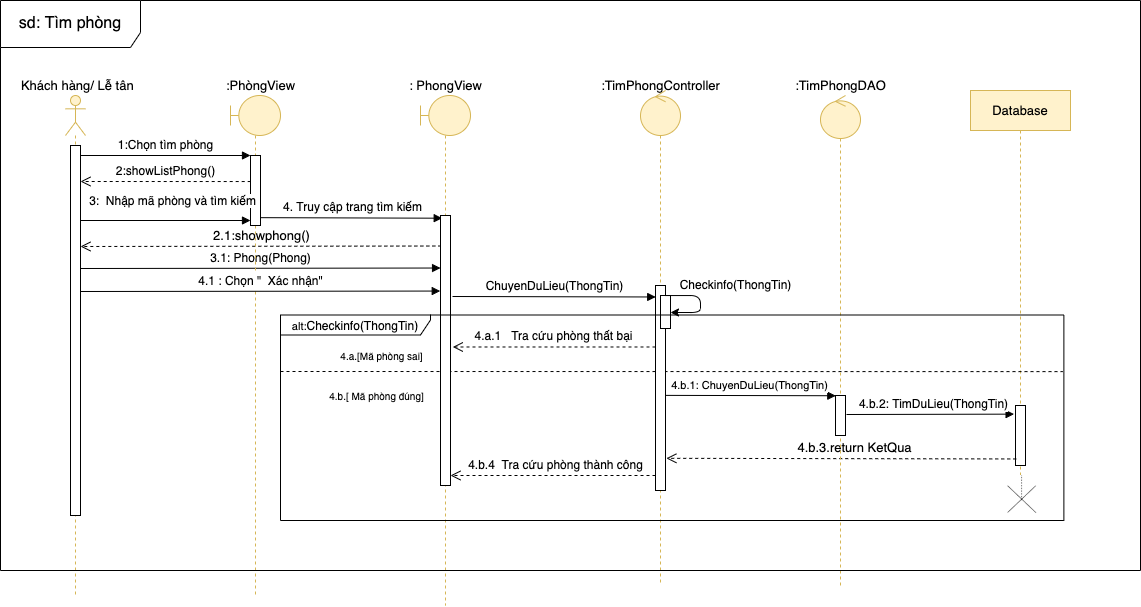 sd: Tìm phòng
Khách hàng/ Lễ tân
:PhòngView
: PhongView
:TimPhongController
:TimPhongDAO
Database
1:Chọn tìm phòng
2:showListPhong()
3: Nhập mã phòng và tìm kiếm
4. Truy cập trang tìm kiếm
2.1:showphong()
3.1: Phong(Phong)
4.1 : Chọn " Xác nhận"
ChuyenDuLieu(ThongTin)
Checkinfo(ThongTin)
alt:Checkinfo(ThongTin)
4.a.1 Tra cứu phòng thất bại
4.a.[Mã phòng sai]
4.b.1: ChuyenDuLieu(ThongTin)
4.b.[ Mã phòng đúng]
4.b.2: TimDuLieu(ThongTin)
4.b.3.return KetQua
4.b.4 Tra cứu phòng thành công